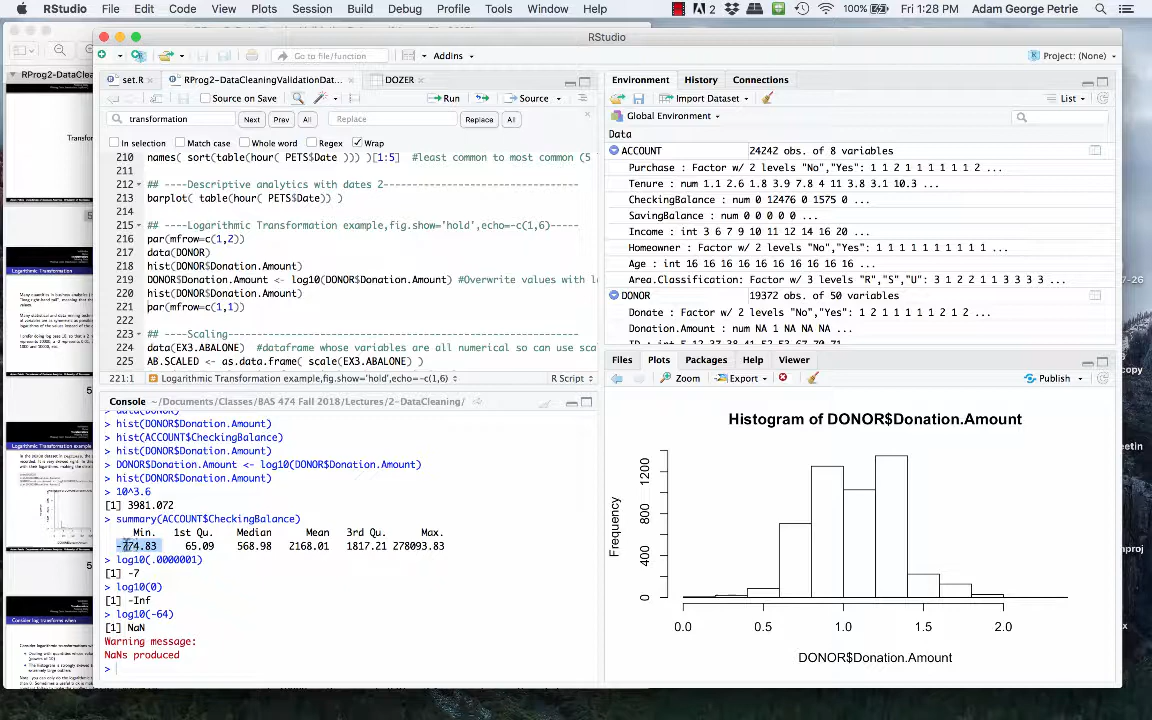 RStudio File Edit Code View Plots Session Build Debug Profile Tools Window Help 100% Fri 1:28 PM Adam George Petrie
RStudio
Go to file/function Addins Project: (None)
set.R RProg2-DataCleaningValidationDat... DOZER
Source on Save Run Source
transformation Next Prev All Replace Replace All
In selection Match case Whole word Regex Wrap
210 names( sort(table(hour( PETS$Date ))) )[1:5] #least common to most common (5
211
212 ## ----Descriptive analytics with dates 2----------------------------------
213 barplot( table(hour( PETS$Date)) )
214
215 ## ----Logarithmic Transformation example,fig.show='hold',echo=-c(1,6)-----
216 par(mfrow=c(1,2))
217 data(DONOR)
218 hist(DONOR$Donation.Amount)
219 DONOR$Donation.Amount <- log10(DONOR$Donation.Amount) #Overwrite values with l
220 hist(DONOR$Donation.Amount)
221 par(mfrow=c(1,1))
222
223 ## ----Scaling-------------------------------------------------------------
224 data(EX3.ABALONE) #dataframe whose variables are all numerical so can use sca
225 AB.SCALED <- as.data.frame( scale(EX3.ABALONE) )
221:1 Logarithmic Transformation example,fig.show='hold',echo=-c(1,6) R Script
Console ~/Documents/Classes/BAS 474 Fall 2018/Lectures/2-DataCleaning/
> data(DONOR)
> hist(DONOR$Donation.Amount)
> hist(ACCOUNT$CheckingBalance)
> hist(DONOR$Donation.Amount)
> DONOR$Donation.Amount <- log10(DONOR$Donation.Amount)
> hist(DONOR$Donation.Amount)
> 10^3.6
[1] 3981.072
> summary(ACCOUNT$CheckingBalance)
Min. 1st Qu. Median Mean 3rd Qu. Max.
-774.83 65.09 568.98 2168.01 1817.21 278093.83
> log10(.0000001)
[1] -7
> log10(0)
[1] -Inf
> log10(-64)
[1] NaN
Warning message:
NaNs produced
>
Environment History Connections
Import Dataset List
Global Environment
Data
ACCOUNT 24242 obs. of 8 variables
Purchase : Factor w/ 2 levels "No","Yes": 1 1 1 1 1 1 1 1 1 2 ...
Tenure : num 1.1 2.6 1.8 3.9 7.8 4 11 3.8 3.1 10.3 ...
CheckingBalance : num 0 12476 0 1575 0 ...
SavingBalance : num 0 0 0 0 0 ...
Income : int 3 6 7 9 10 11 12 14 16 20 ...
Homeowner : Factor w/ 2 levels "No","Yes": 1 1 1 1 1 1 1 1 1 1 ...
Age : int 16 16 16 16 16 16 16 16 16 16 ...
Area.Classification: Factor w/ 3 levels "R","S","U": 3 1 2 2 1 1 3 3 3 3 ...
DONOR 19372 obs. of 50 variables
Donate : Factor w/ 2 levels "No","Yes": 1 2 1 1 1 1 1 2 1 2 ...
Donation.Amount : num NA 1 NA NA NA ...
Files Plots Packages Help Viewer
Zoom Export Publish
Histogram of DONOR$Donation.Amount
Frequency
0 400 800 1200
0.0 0.5 1.0 1.5 2.0
DONOR$Donation.Amount
Logarithmic Transformation
Logarithmic Transformation example
Consider log transforms when